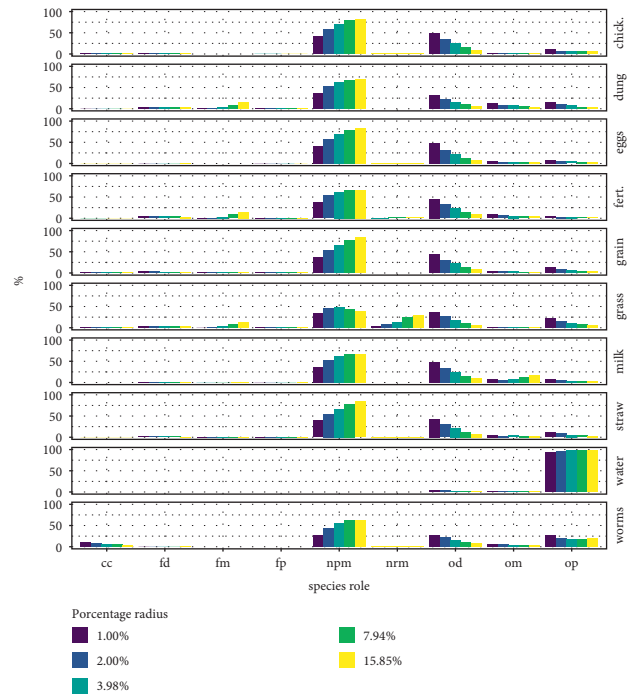 100
50
0
chick.
100
50
0
dung
100
50
0
eggs
100
50
0
fert.
100
50
0
grain
%
100
50
0
grass
100
50
0
milk
100
50
0
straw
100
50
0
water
100
50
0
worms
cc fd fm fp npm nrm od om op
species role
Porcentage radius
1.00% 7.94%
2.00% 15.85%
3.98%